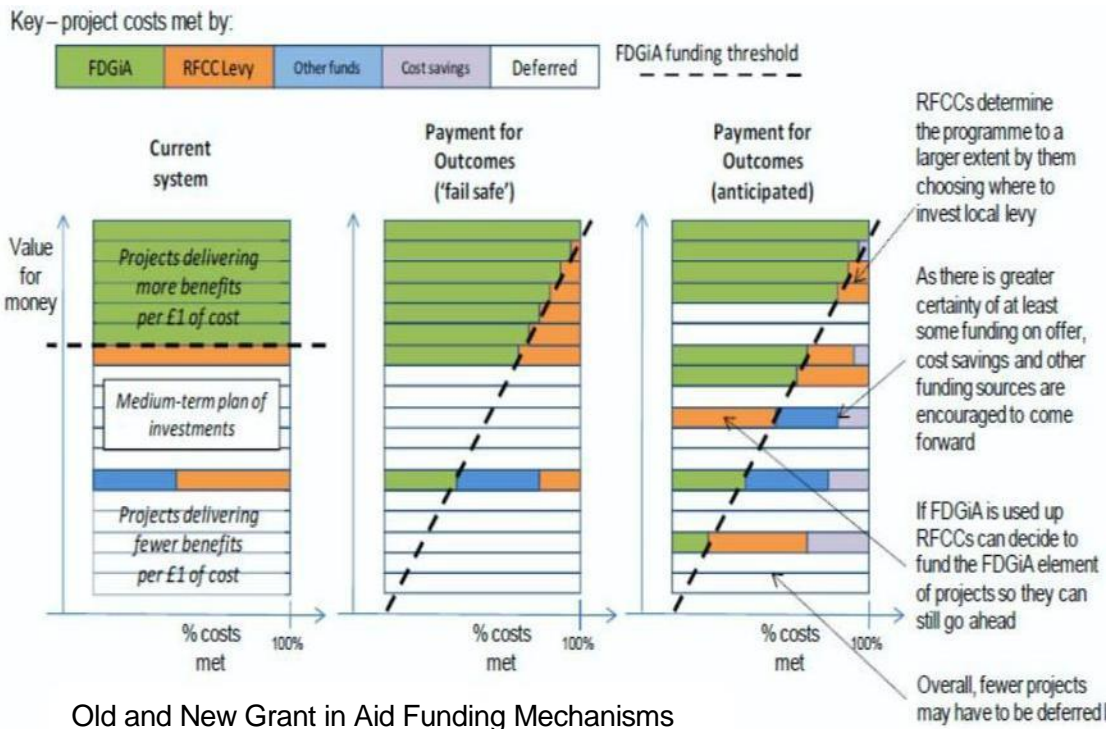 Key – project costs met by:
FDGiA
RFCC Levy
Other funds
Cost savings
Deferred
FDGiA funding threshold
Current
system
Payment for
Outcomes
('fail safe')
Payment for
Outcomes
(anticipated)
Value
for
money
Projects delivering
more benefits
per £1 of cost
Medium-term plan of
investments
Projects delivering
fewer benefits
per £1 of cost
% costs
met
100%
% costs
met
100%
% costs
met
100%
RFCCs determine
the programme to a
larger extent by them
choosing where to
invest local levy
As there is greater
certainty of at least
some funding on offer,
cost savings and other
funding sources are
encouraged to come
forward
If FDGiA is used up
RFCCs can decide to
fund the FDGiA element
of projects so they can
still go ahead
Overall, fewer projects
may have to be deferred
Old and New Grant in Aid Funding Mechanisms